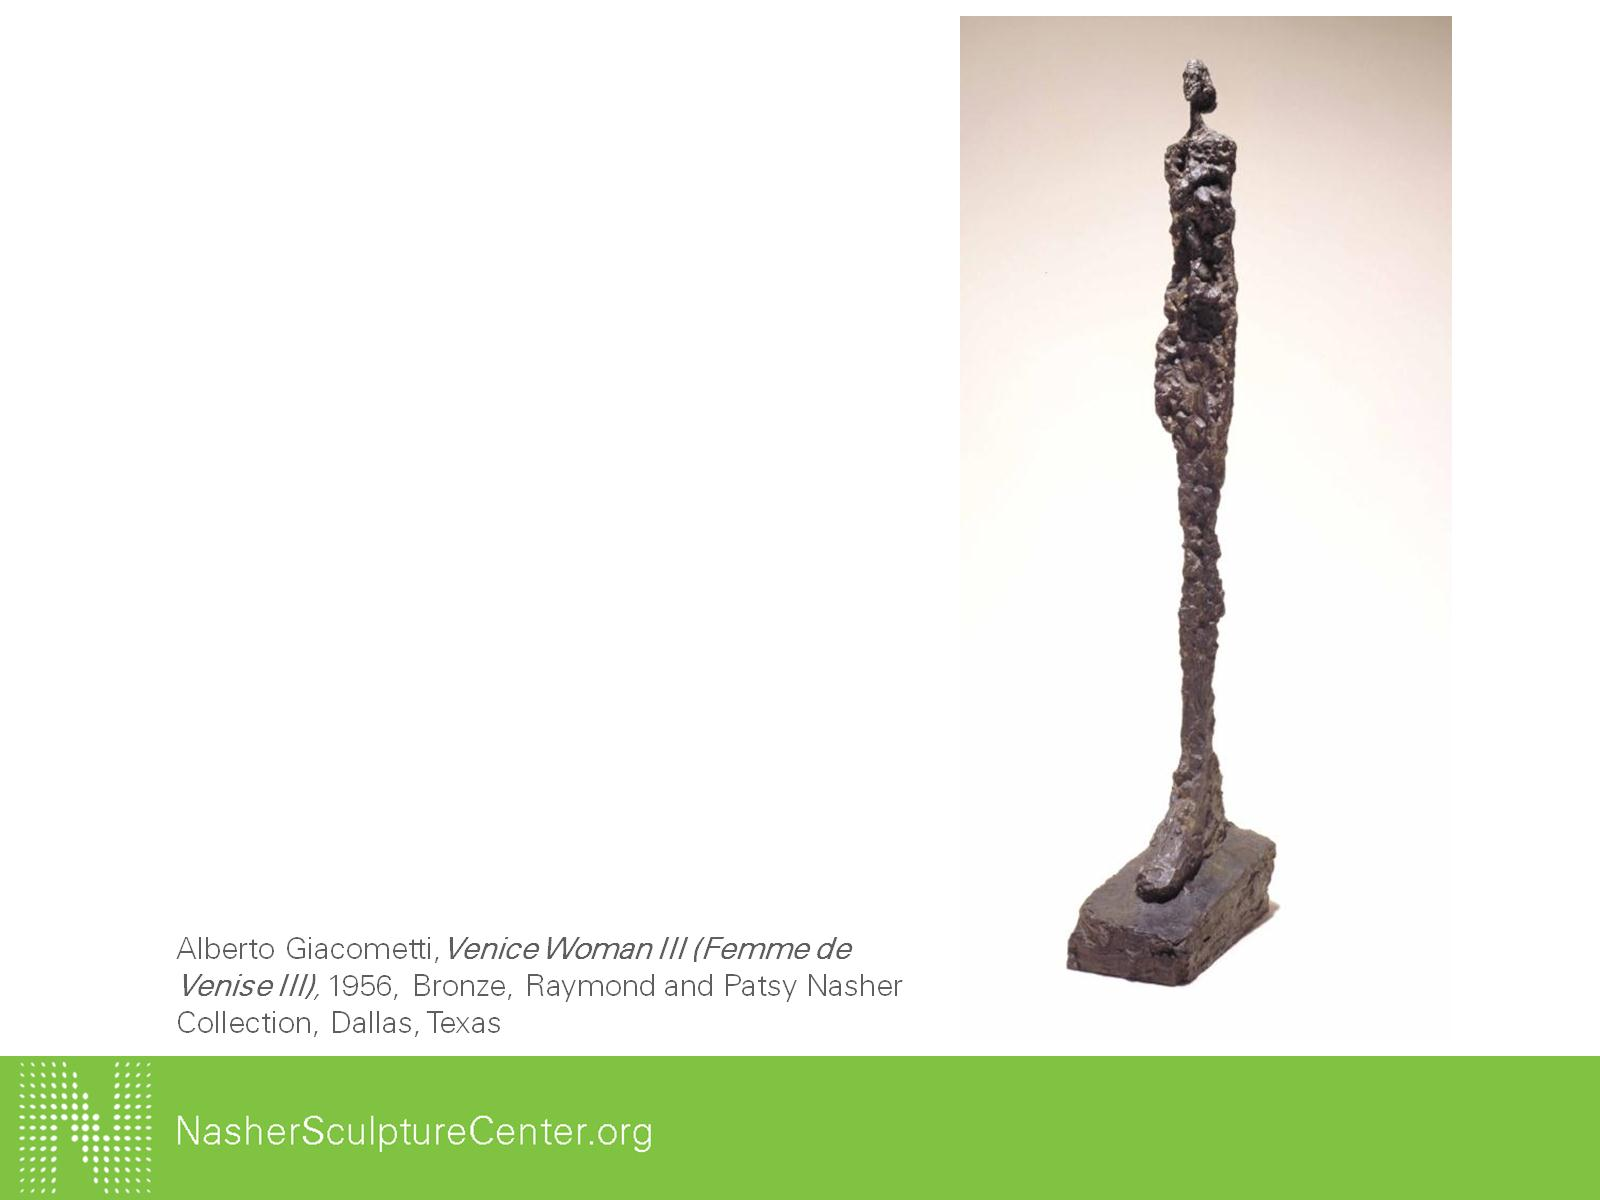 Alberto Giacometti, Venice Woman III (Femme de
Venise III), 1956, Bronze, Raymond and Patsy Nasher
Collection, Dallas, Texas
N
NasherSculptureCenter.org